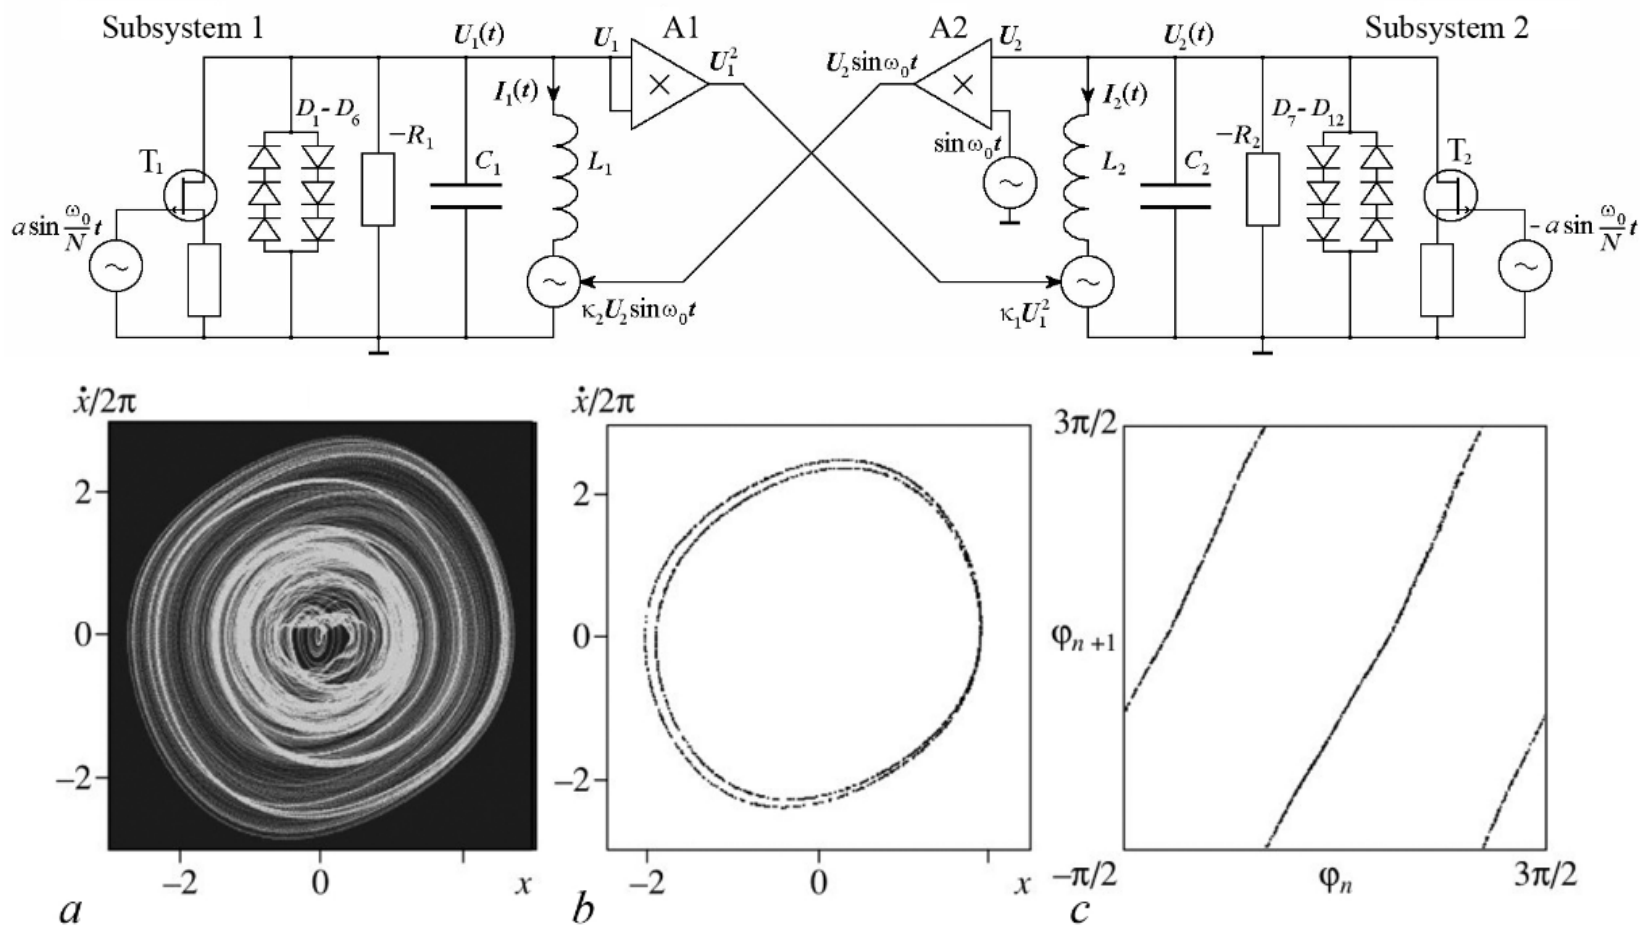 Subsystem 1
U₁(t)
U₁
A1
U₁²
A2
U₂
U₂(t)
Subsystem 2
U₂ sin ω₀t
I₁(t)
I₂(t)
D₁-D₆
D₇-D₁₂
−R₁
−R₂
sin ω₀t
T₁
C₁
L₁
L₂
C₂
T₂
a sin ω₀/N t
-a sin ω₀/N t
κ₂U₂ sin ω₀t
κ₁U₁²
ẋ/2π
2
0
−2
−2
0
x
a
ẋ/2π
2
0
−2
−2
0
x
b
3π/2
φₙ₊₁
−π/2
φₙ
3π/2
c